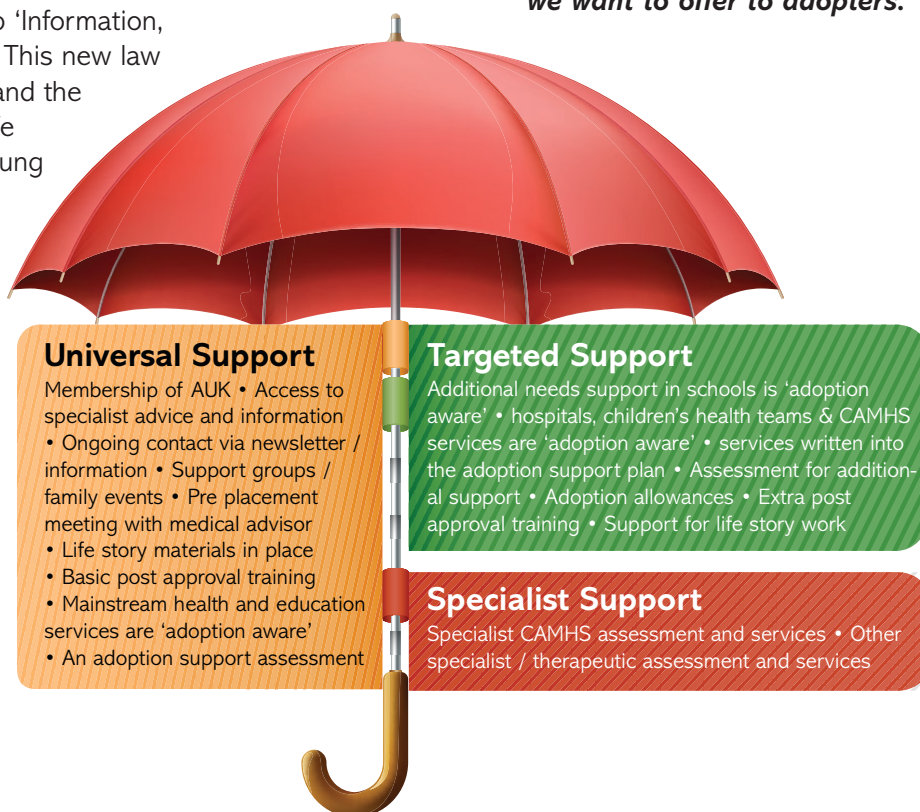 o ‘Information,
This new law
and the
e
ung
we want to offer to adopters.
Universal Support
Membership of AUK • Access to
specialist advice and information
• Ongoing contact via newsletter /
information • Support groups /
family events • Pre placement
meeting with medical advisor
• Life story materials in place
• Basic post approval training
• Mainstream health and education
services are ‘adoption aware’
• An adoption support assessment
Targeted Support
Additional needs support in schools is ‘adoption
aware’ • hospitals, children’s health teams & CAMHS
services are ‘adoption aware’ • services written into
the adoption support plan • Assessment for addition-
al support • Adoption allowances • Extra post
approval training • Support for life story work
Specialist Support
Specialist CAMHS assessment and services • Other
specialist / therapeutic assessment and services